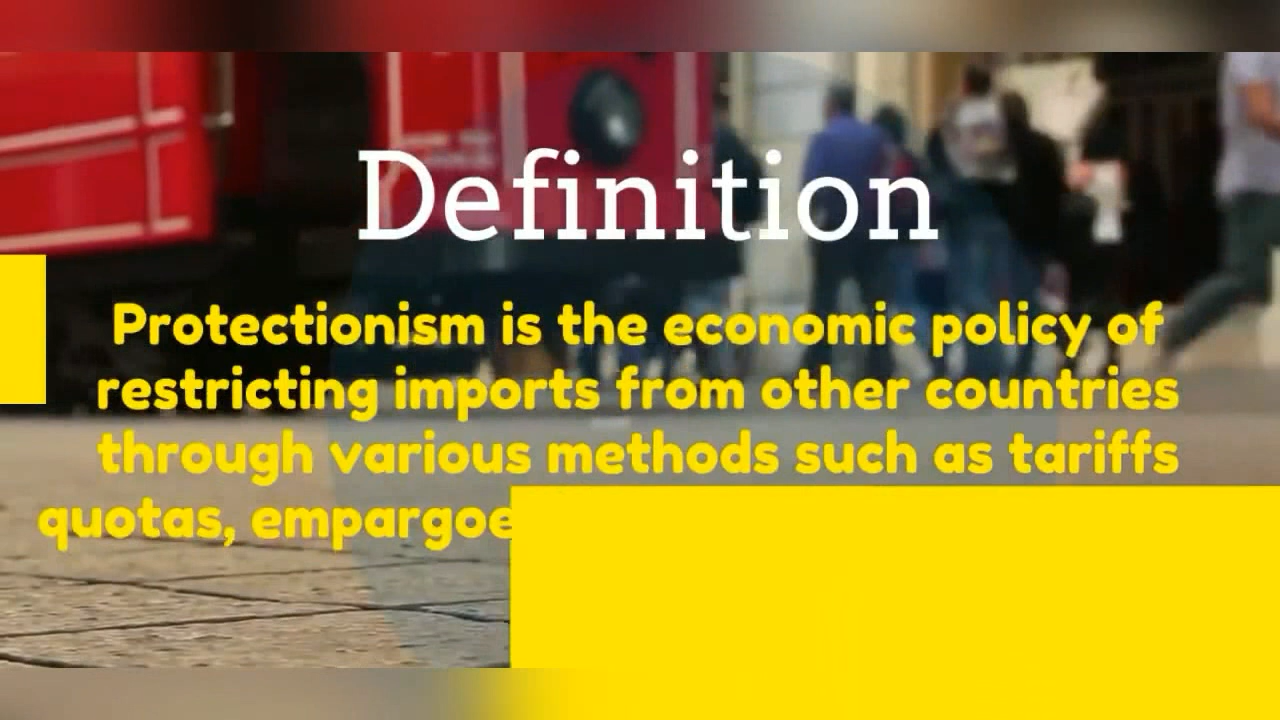 Definition
Protectionism is the economic policy of
restricting imports from other countries
through various methods such as tariffs
quotas,